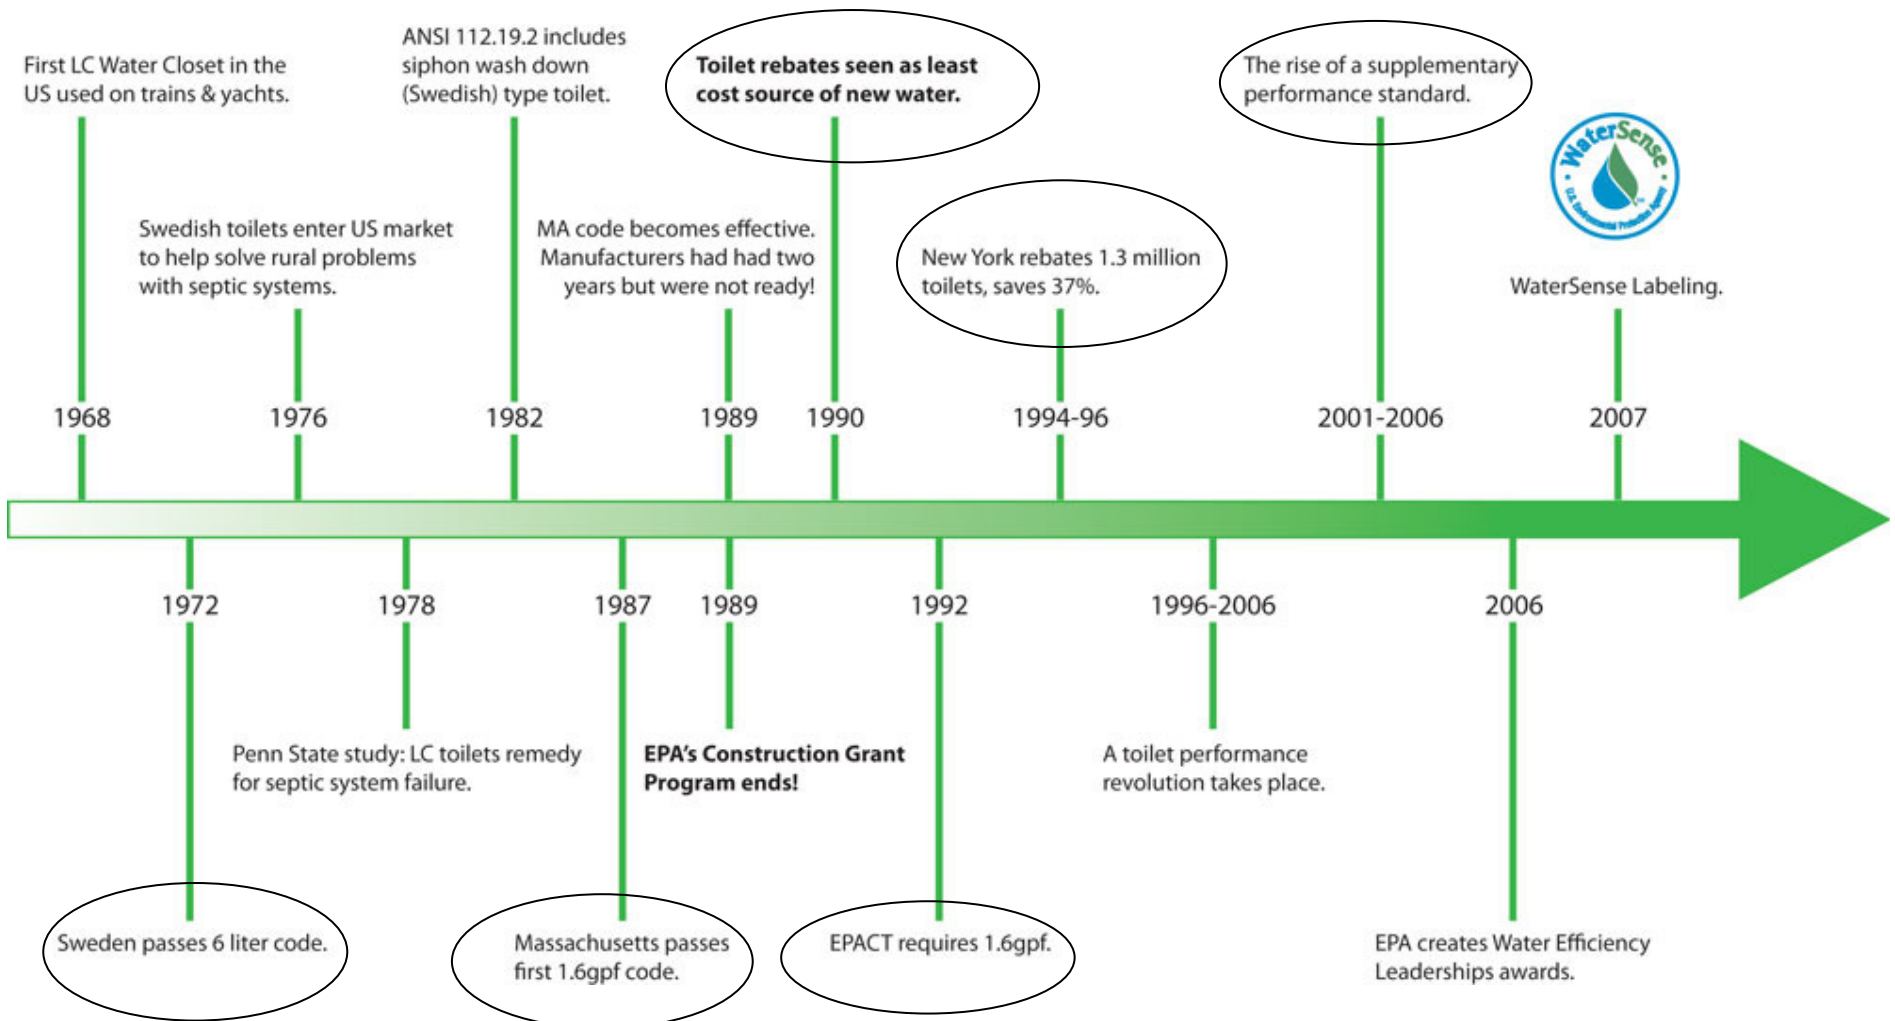 First LC Water Closet in the
US used on trains & yachts.
ANSI 112.19.2 includes
siphon wash down
(Swedish) type toilet.
Toilet rebates seen as least
cost source of new water.
The rise of a supplementary
performance standard.
WaterSense
U.S. Environmental Protection Agency
Swedish toilets enter US market
to help solve rural problems
with septic systems.
MA code becomes effective.
Manufacturers had had two
years but were not ready!
New York rebates 1.3 million
toilets, saves 37%.
WaterSense Labeling.
1968
1976
1982
1989
1990
1994-96
2001-2006
2007
1972
1978
1987
1989
1992
1996-2006
2006
Penn State study: LC toilets remedy
for septic system failure.
EPA's Construction Grant
Program ends!
A toilet performance
revolution takes place.
Sweden passes 6 liter code.
Massachusetts passes
first 1.6gpf code.
EPACT requires 1.6gpf.
EPA creates Water Efficiency
Leaderships awards.